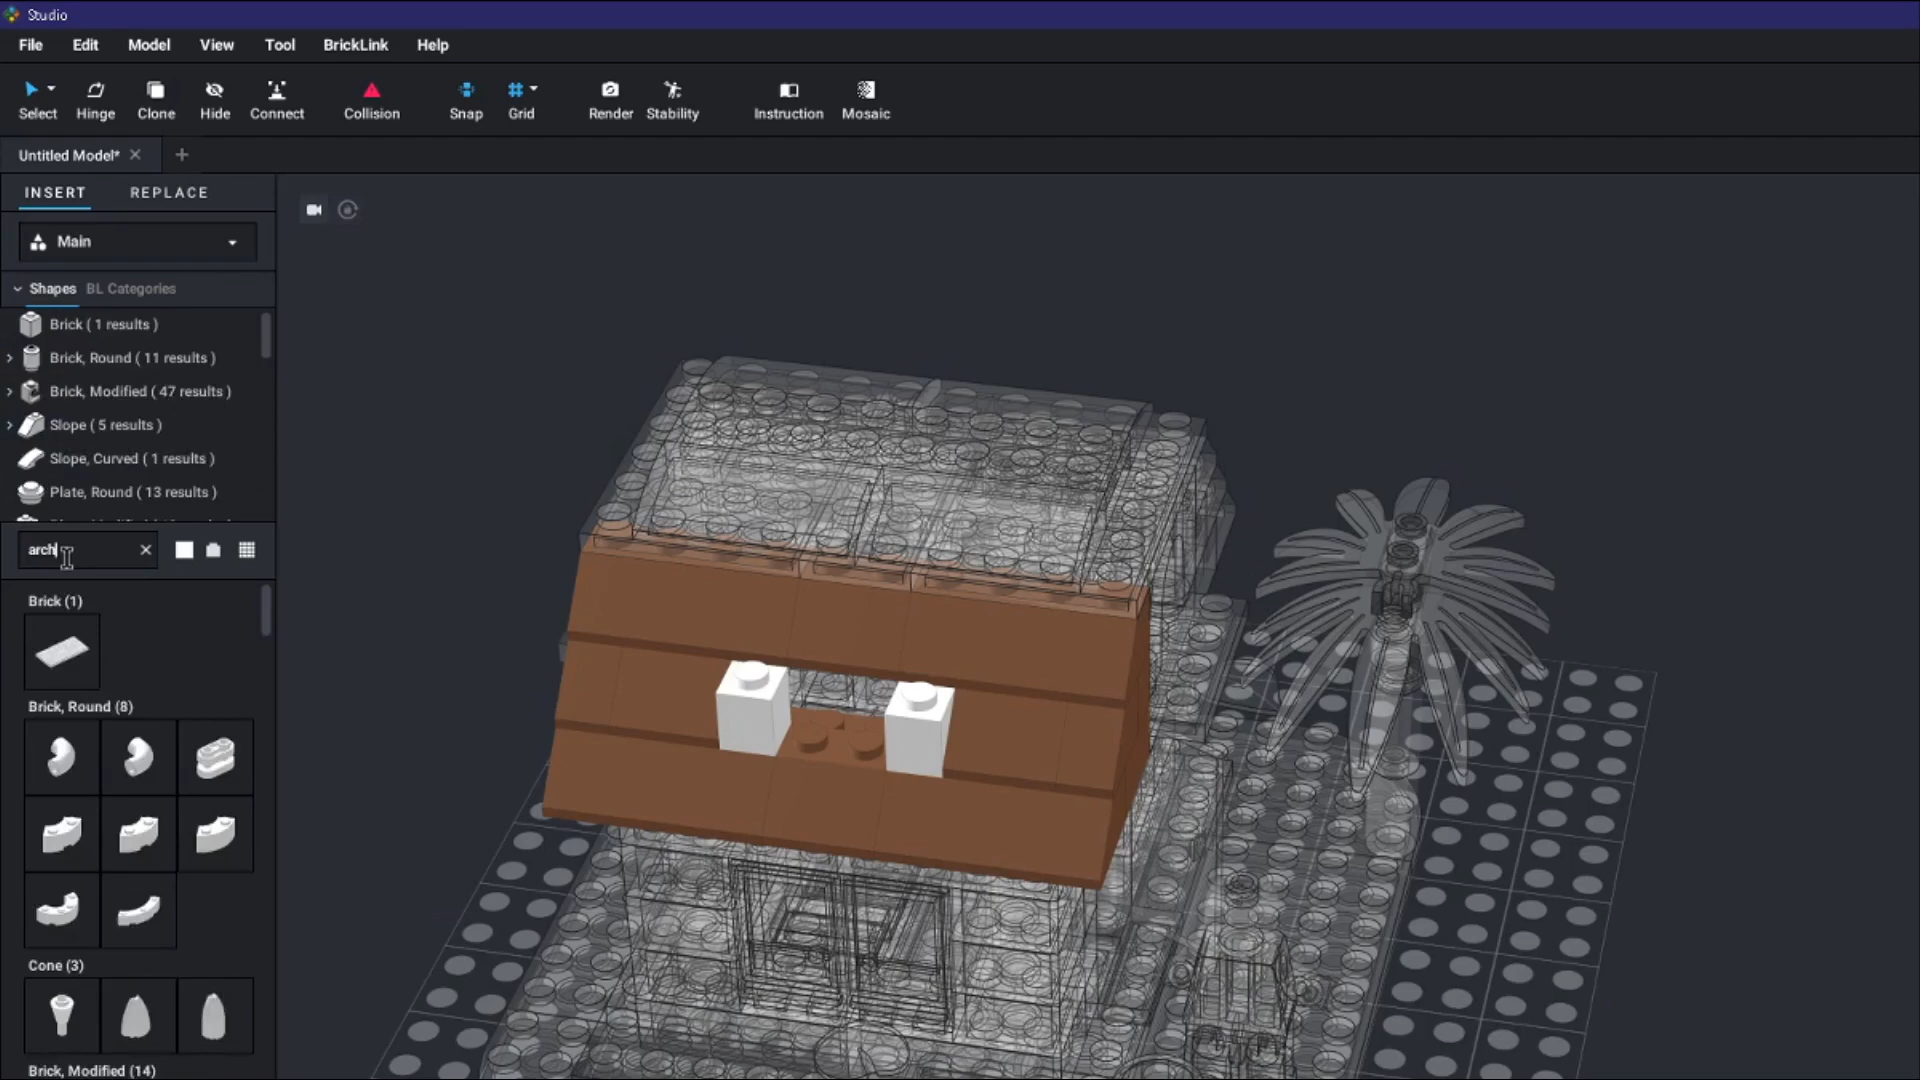 Studio
File Edit Model View Tool BrickLink Help
Select Hinge Clone Hide Connect Collision Snap Grid Render Stability Instruction Mosaic
Untitled Model*
INSERT REPLACE
Main
Shapes BL Categories
Brick ( 1 results )
Brick, Round ( 11 results )
Brick, Modified ( 47 results )
Slope ( 5 results )
Slope, Curved ( 1 results )
Plate, Round ( 13 results )
arch
Brick (1)
Brick, Round (8)
Cone (3)
Brick, Modified (14)